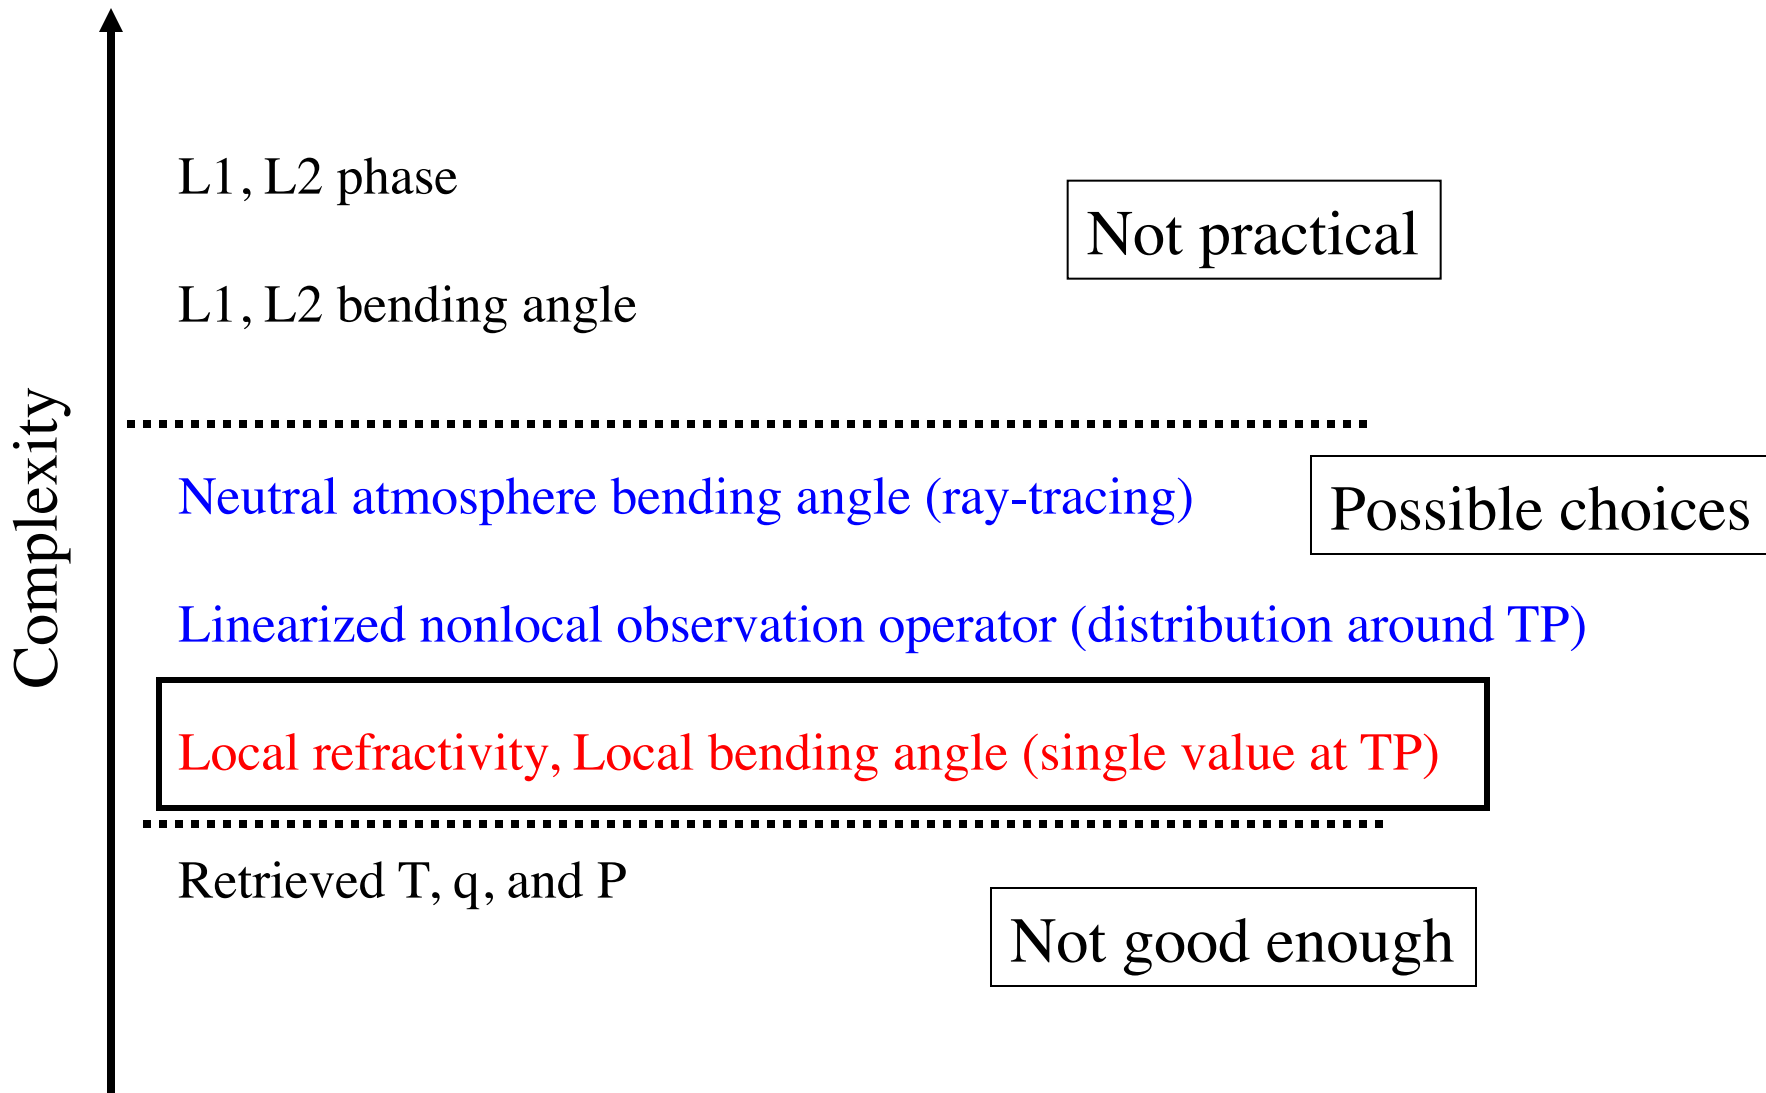 L1, L2 phase
Not practical
L1, L2 bending angle
Complexity
Neutral atmosphere bending angle (ray-tracing)
Possible choices
Linearized nonlocal observation operator (distribution around TP)
Local refractivity, Local bending angle (single value at TP)
Retrieved T, q, and P
Not good enough